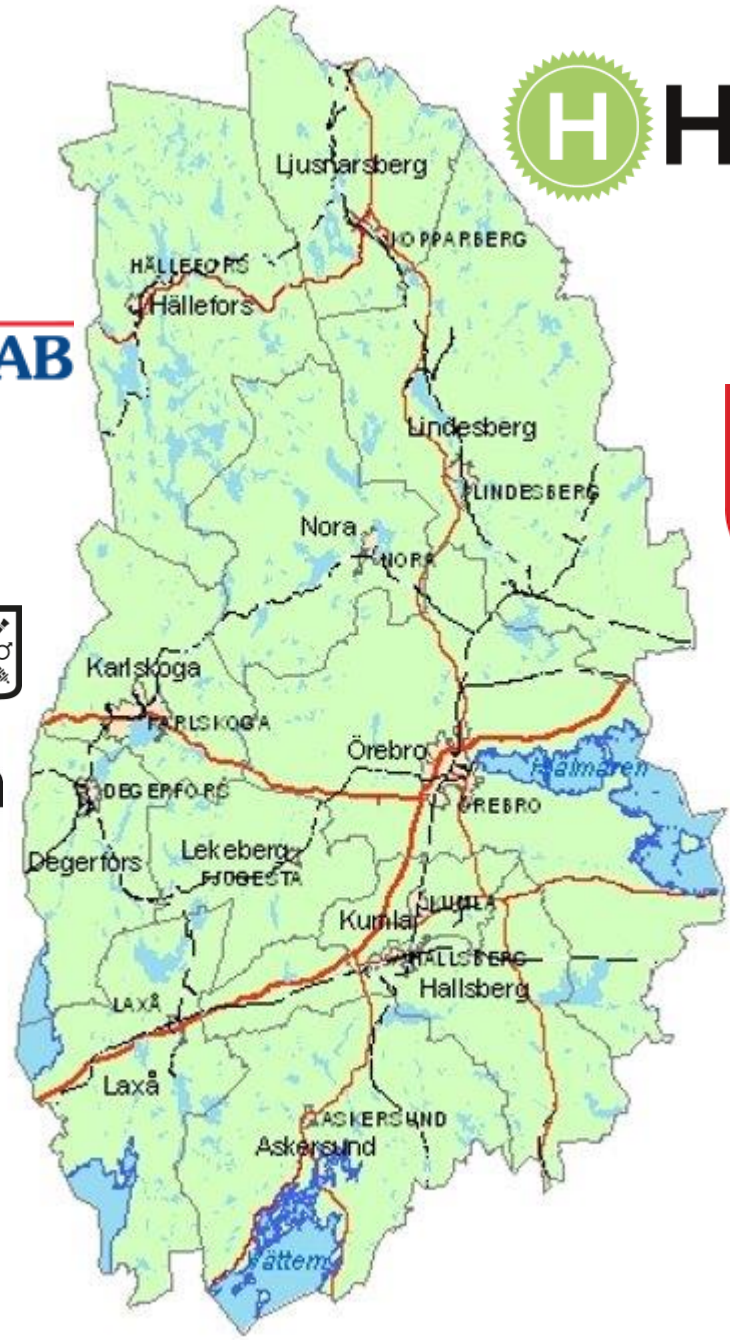 H H
Ljusnarsberg
KOPPARBERG
HÄLLEFORS
Hällefors
AB
Lindesberg
LINDESBERG
Nora
NORA
Karlskoga
KARLSKOGA
Örebro
Hjälmaren
DEGERFORS
ÖREBRO
Degerfors
Lekeberg
FJUGESTA
KUMLA
Kumla
HALLSBERG
Hallsberg
LAXÅ
Laxå
ASKERSUND
Askersund
Vättern